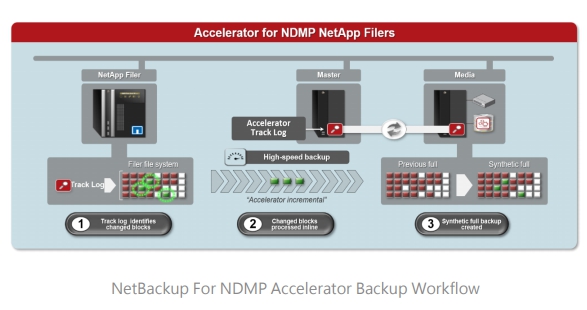 Accelerator for NDMP NetApp Filers
NetApp Filer
Master
Media
Accelerator
Track Log
Filer file system
Track Log
High-speed backup
"Accelerator incremental"
Previous full
Synthetic full
1 Track log identifies
changed blocks
2 Changed blocks
processed inline
3 Synthetic full backup
created
NetBackup For NDMP Accelerator Backup Workflow